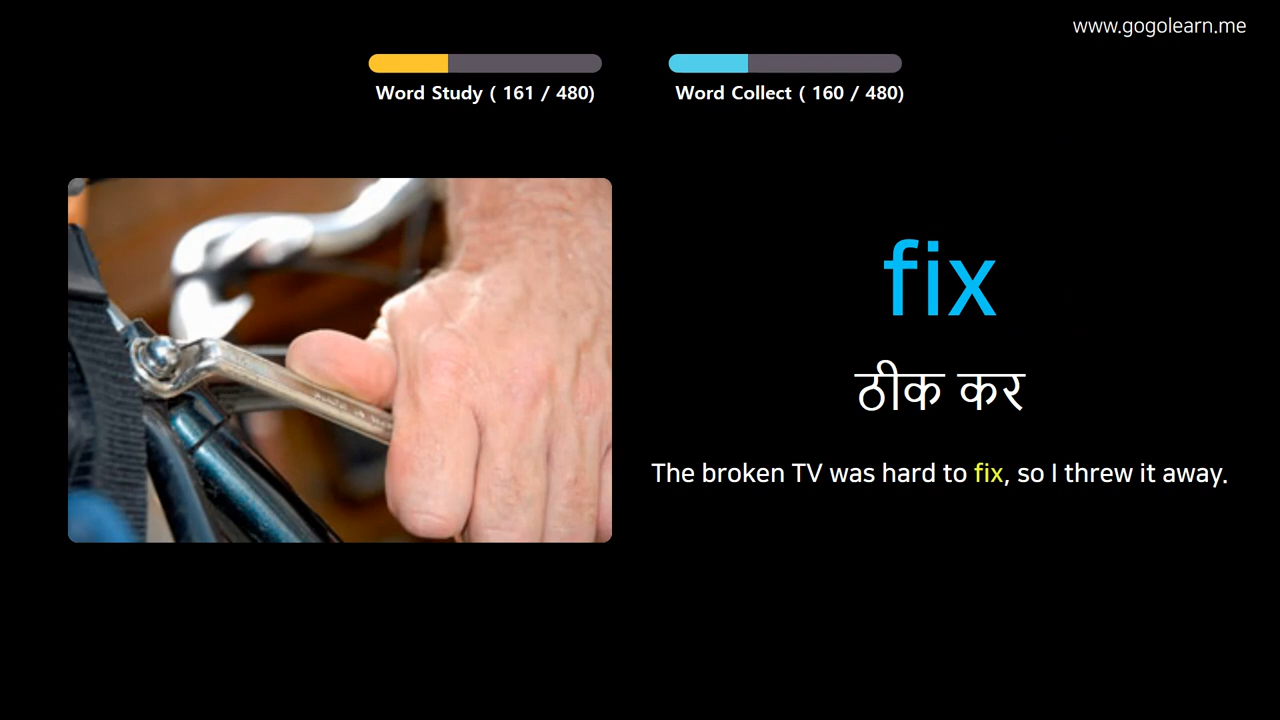 www.gogolearn.me
Word Study ( 161 / 480)
Word Collect ( 160 / 480)
fix
ठीक कर
The broken TV was hard to fix, so I threw it away.